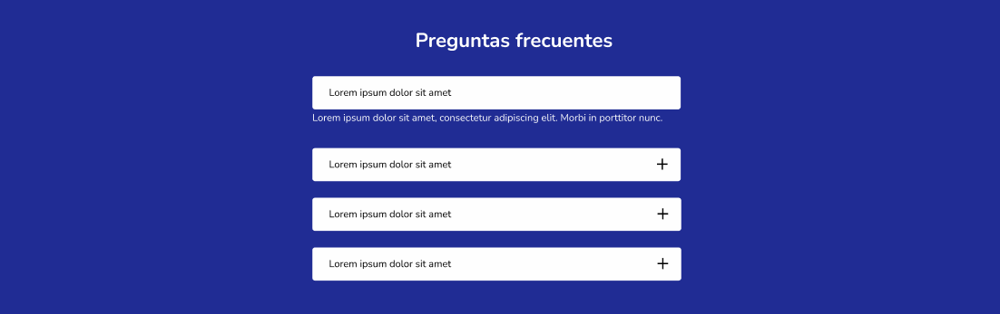 Preguntas frecuentes
Lorem ipsum dolor sit amet
Lorem ipsum dolor sit amet, consectetur adipiscing elit. Morbi in porttitor nunc.
Lorem ipsum dolor sit amet
Lorem ipsum dolor sit amet
Lorem ipsum dolor sit amet